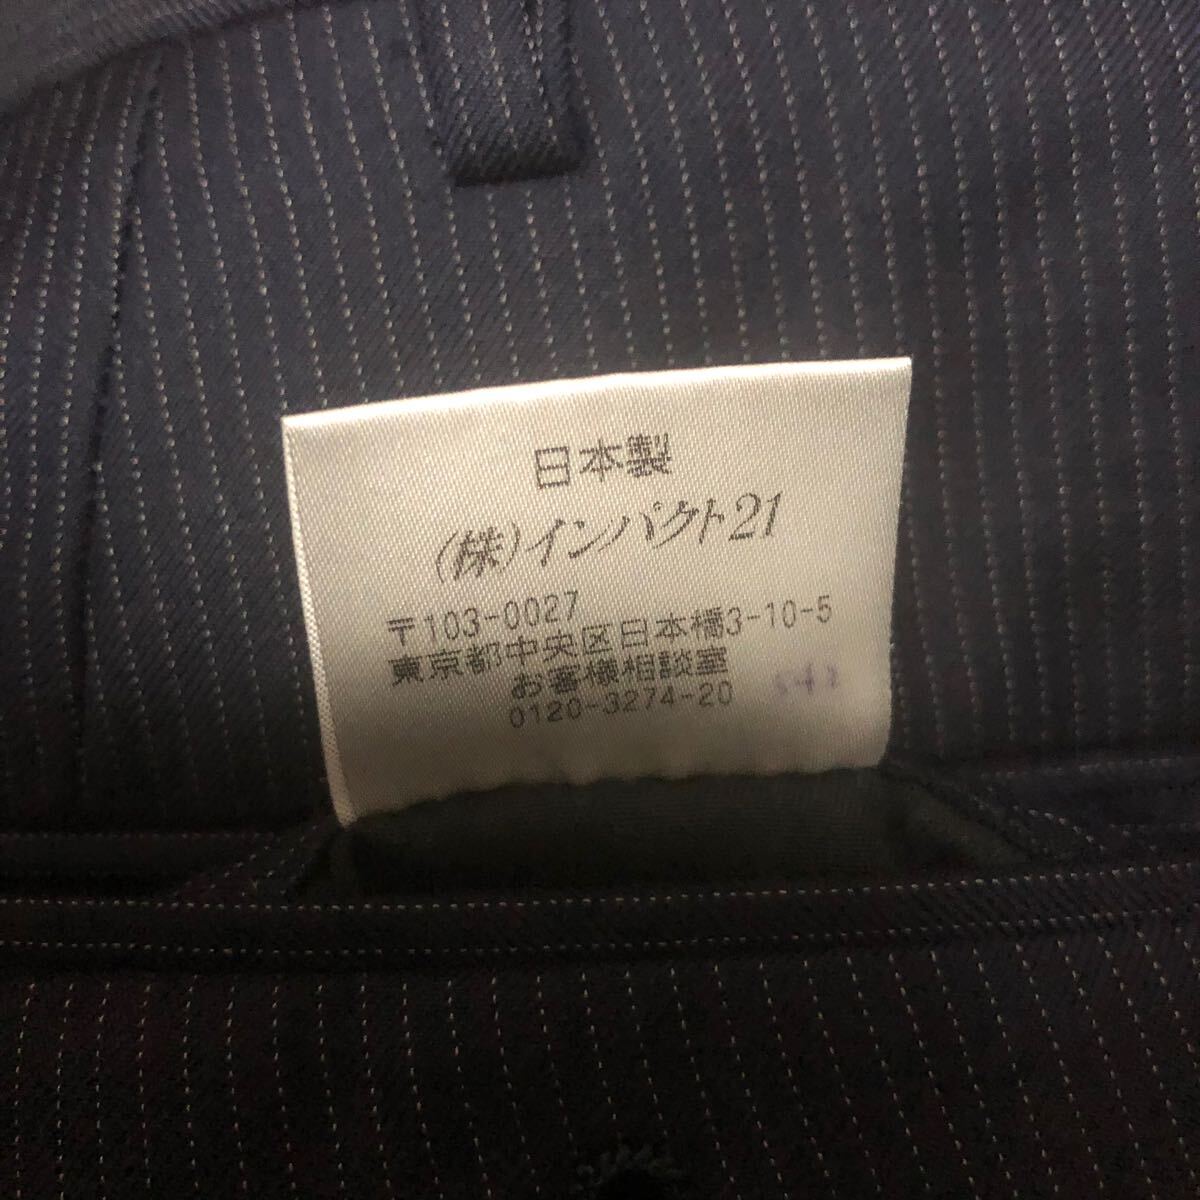 日本製
(株)インパクト21
〒103-0027
東京都中央区日本橋3-10-5
お客様相談室
0120-3274-20